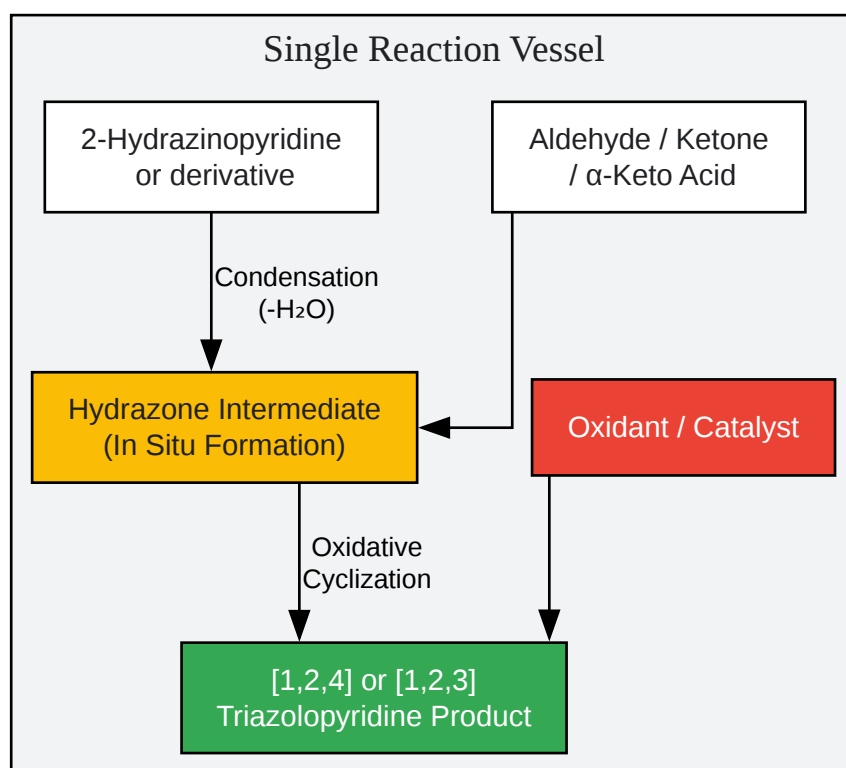 Single Reaction Vessel
2-Hydrazinopyridine
or derivative
Aldehyde / Ketone
/ α-Keto Acid
Condensation
(-H₂O)
Hydrazone Intermediate
(In Situ Formation)
Oxidant / Catalyst
Oxidative
Cyclization
[1,2,4] or [1,2,3]
Triazolopyridine Product